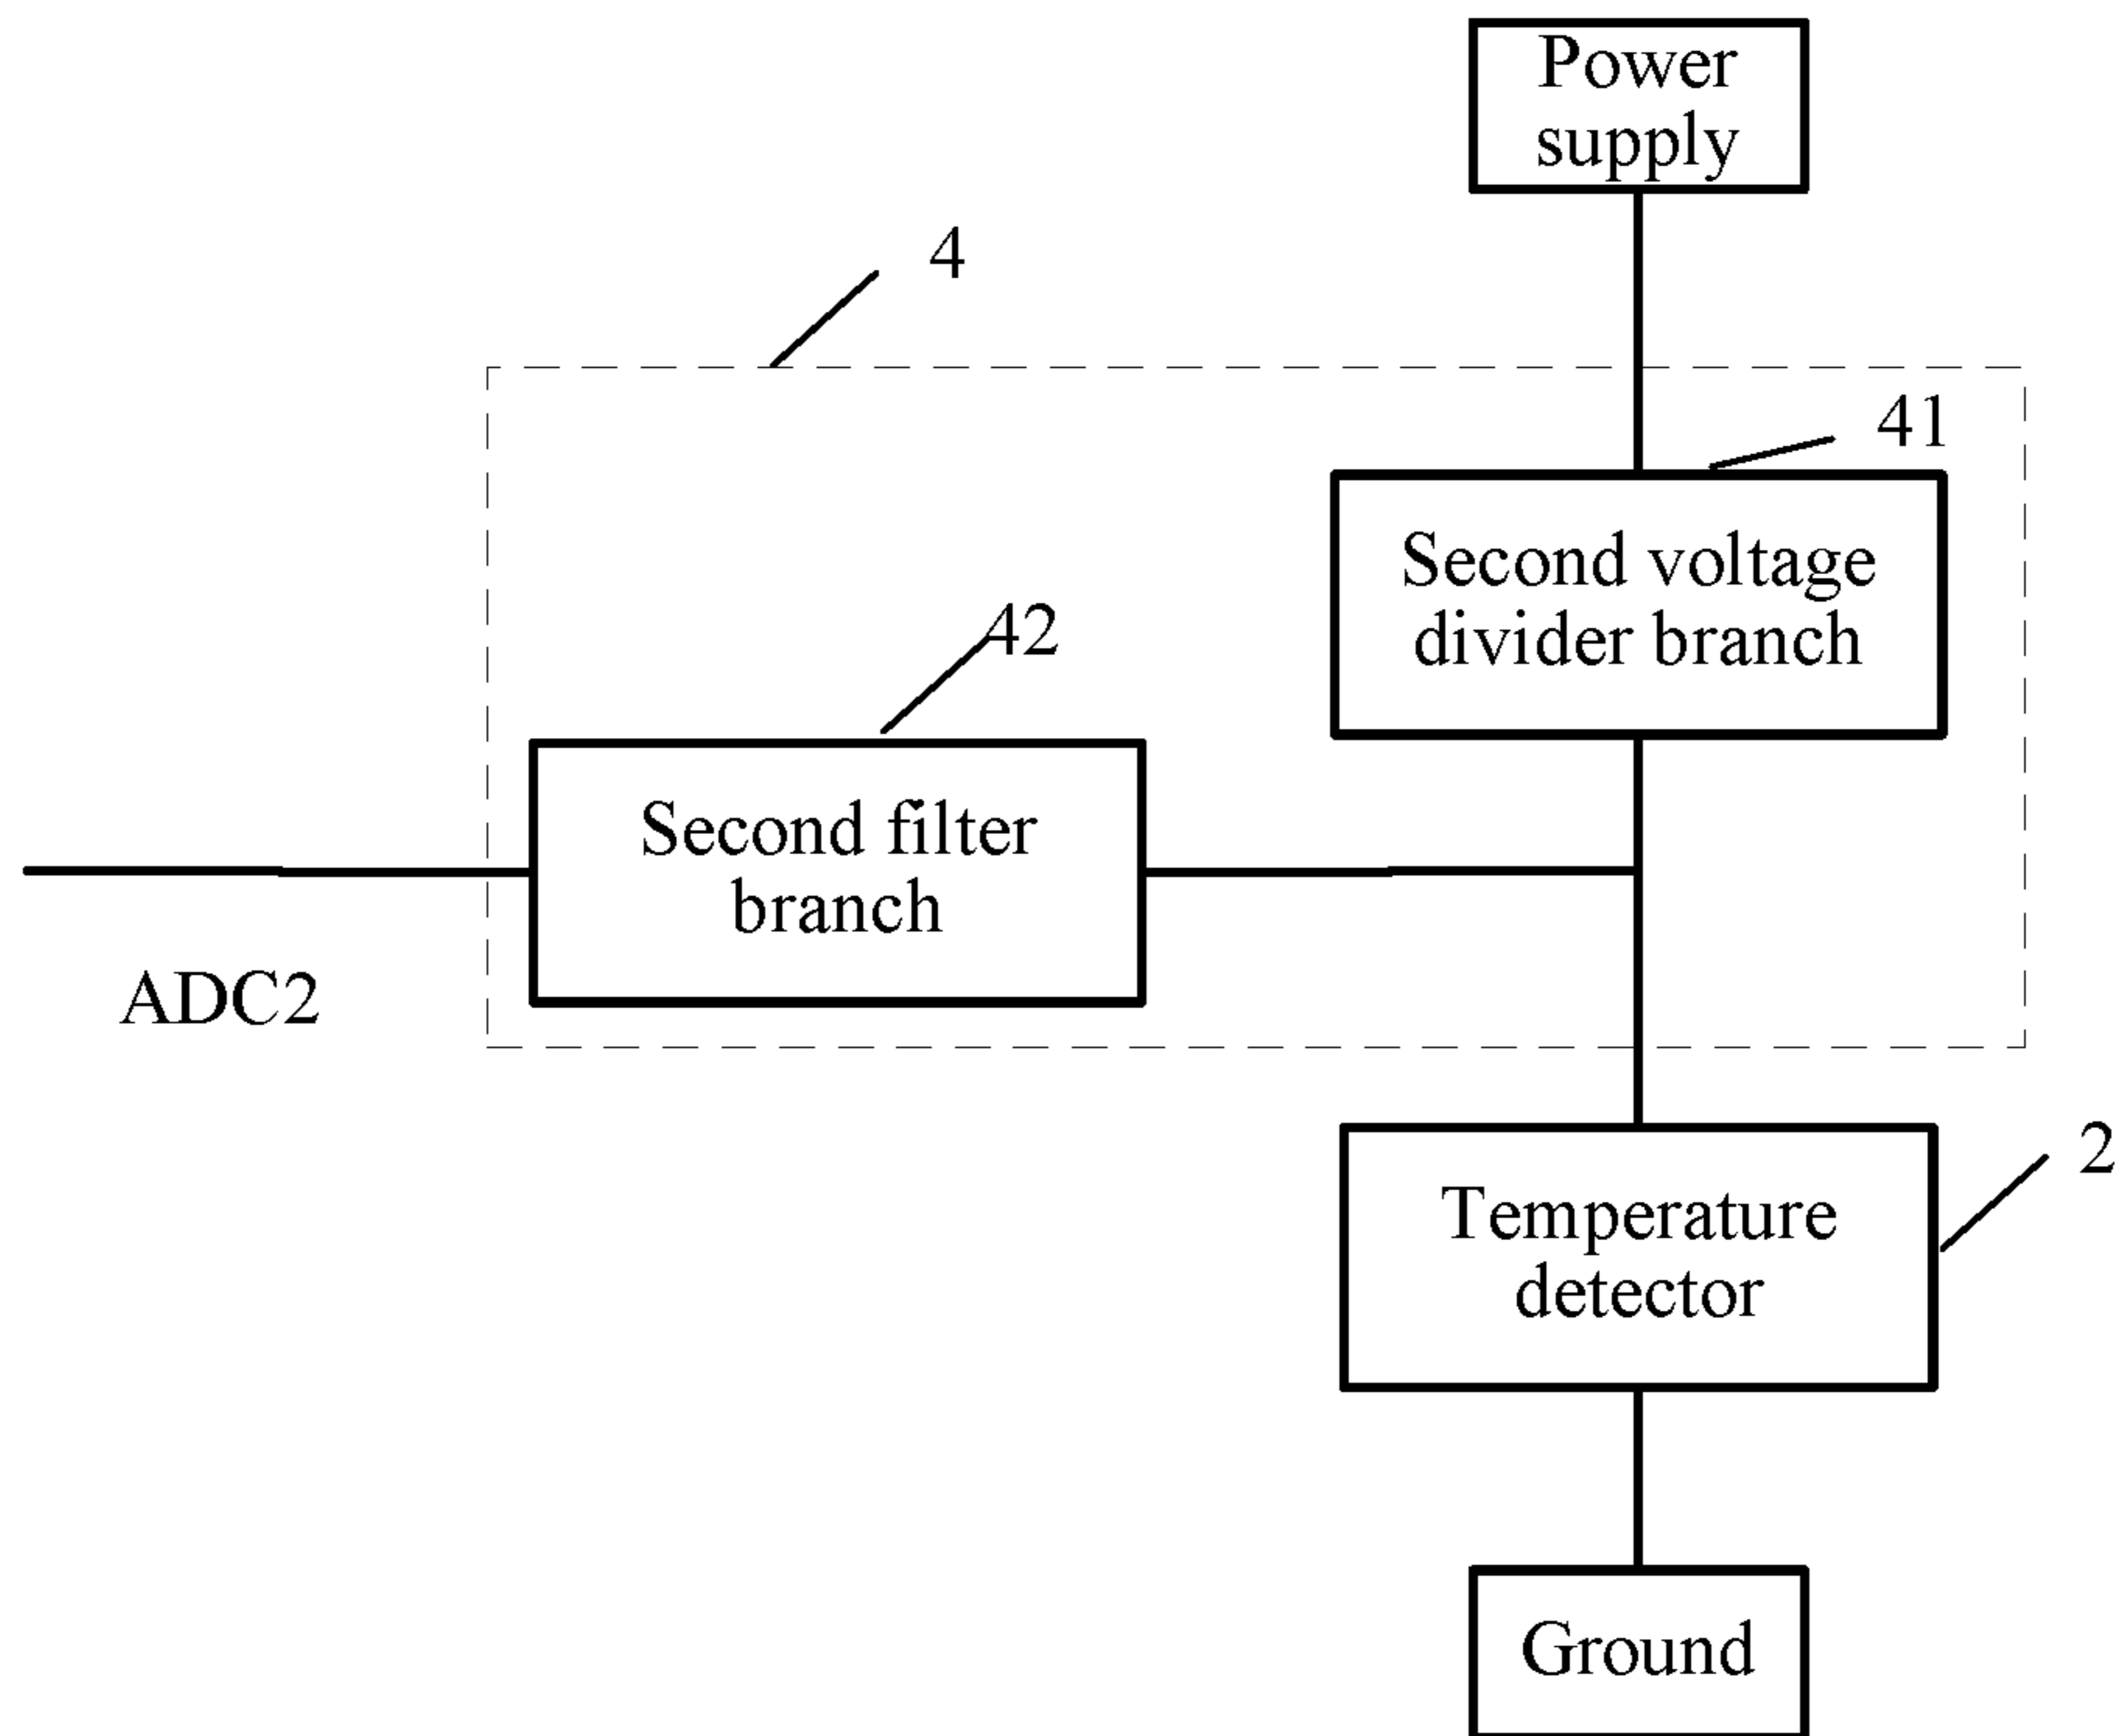 Power
supply
4
41
Second voltage
divider branch
42
Second filter
branch
ADC2
2
Temperature
detector
Ground